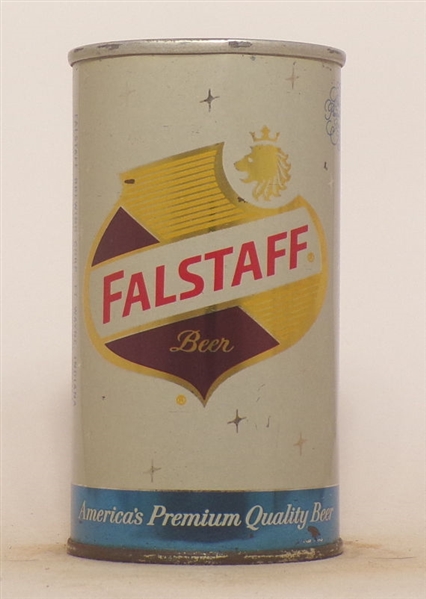 FALSTAFF
Beer
America's Premium Quality Beer